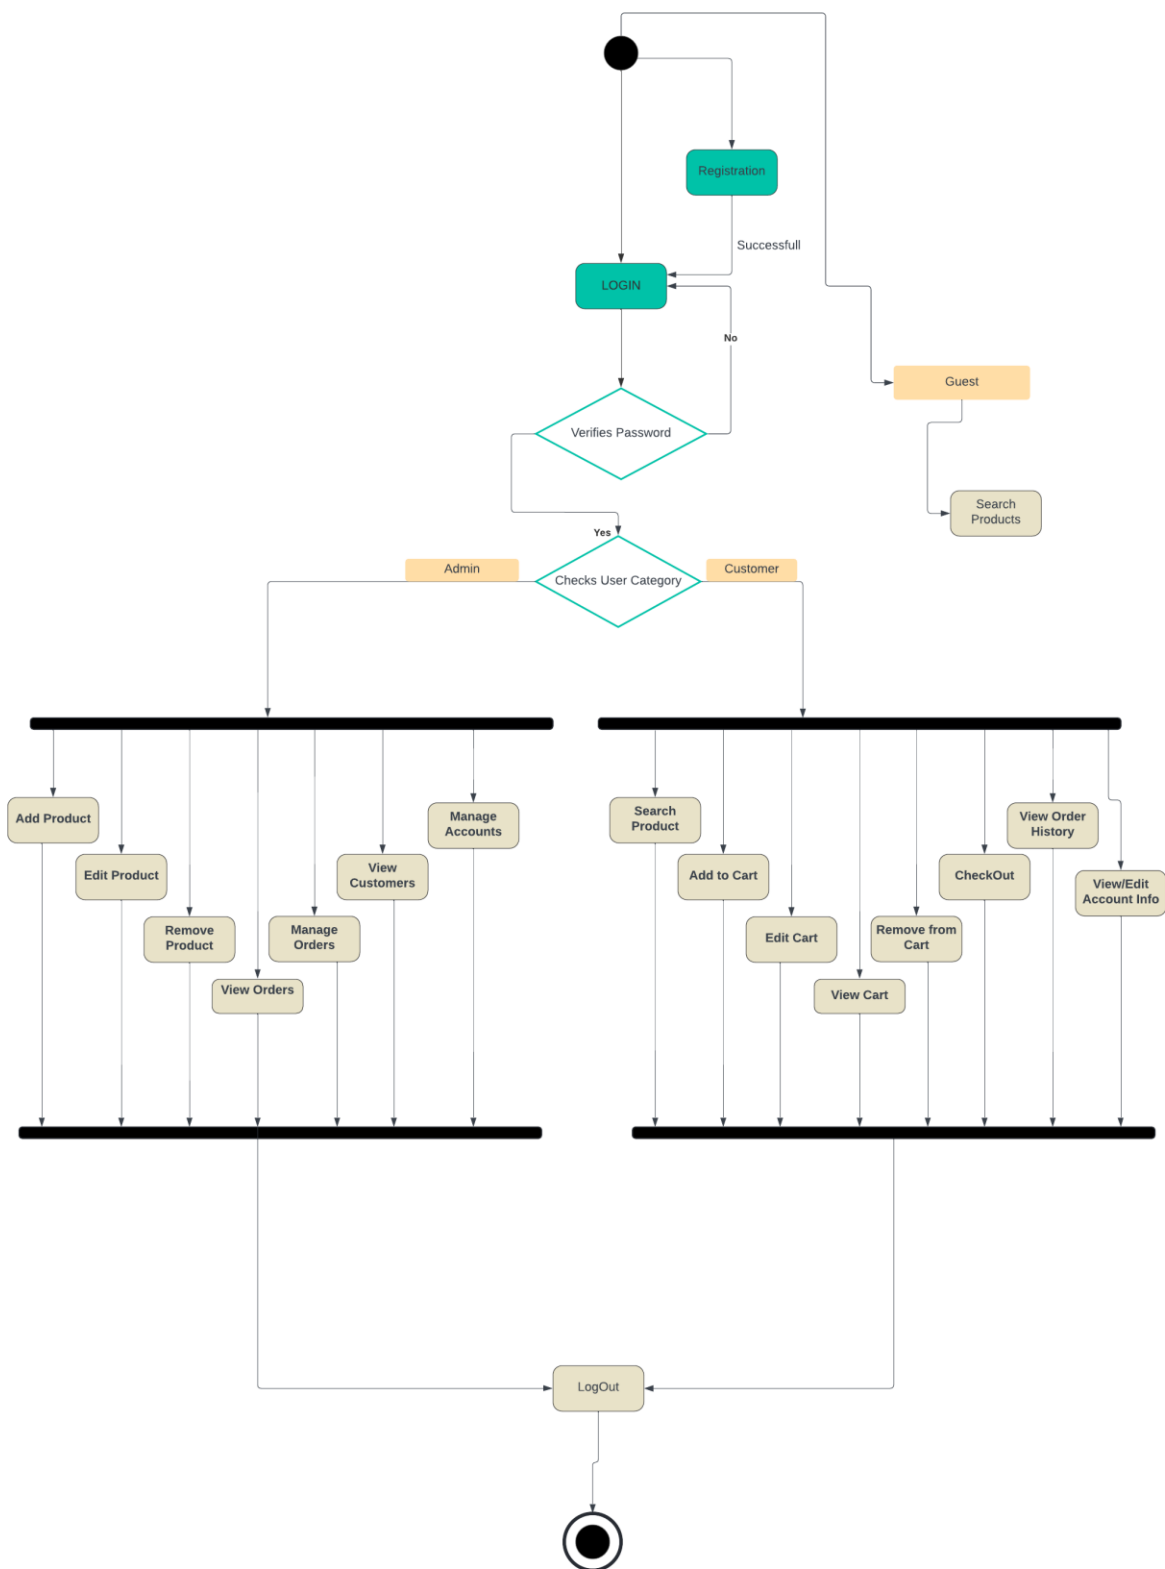 Registration
Successfull
LOGIN
No
Guest
Verifies Password
Search
Products
Yes
Admin
Checks User Category
Customer
Add Product
Edit Product
Remove
Product
View Orders
Manage
Orders
View
Customers
Manage
Accounts
Search
Product
Add to Cart
Edit Cart
View Cart
Remove from
Cart
CheckOut
View Order
History
View/Edit
Account Info
LogOut